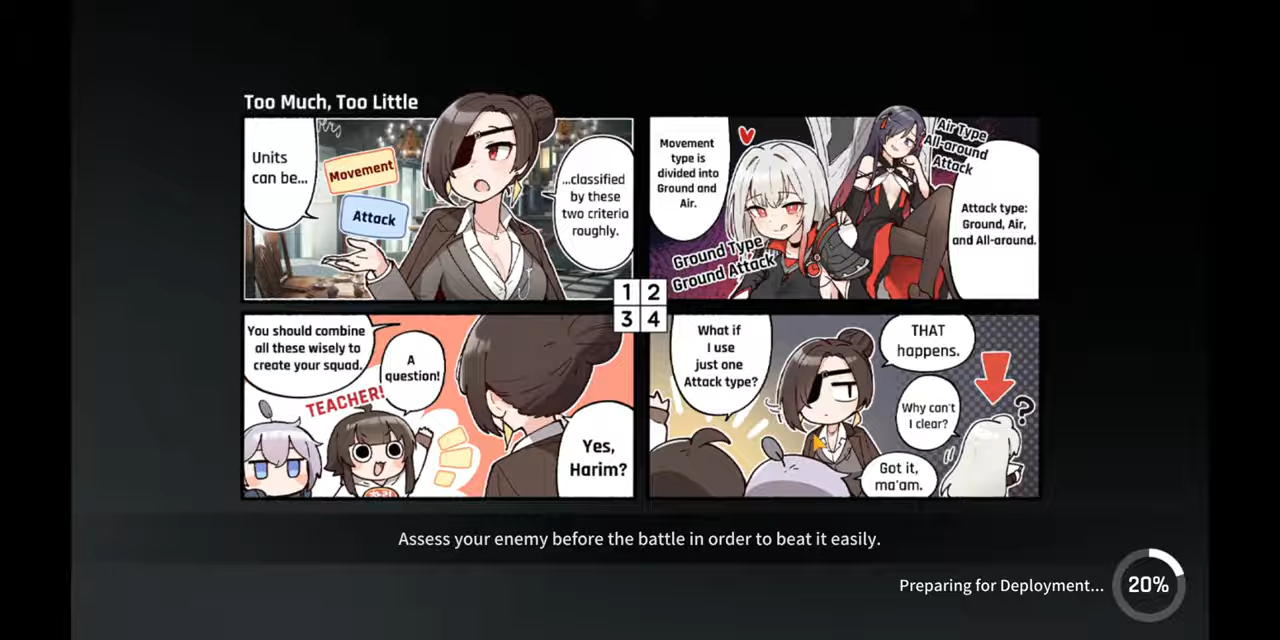 Too Much, Too Little
Units
can be...
Movement
Attack
...classified
by these
two criteria
roughly.
Movement
type is
divided into
Ground and
Air.
Ground Type
Ground Attack
Air Type
All-around
Attack
Attack type:
Ground, Air,
and All-around.
1 2
3 4
You should combine
all these wisely to
create your squad.
TEACHER!
A
question!
Yes,
Harim?
What if
I use
just one
Attack type?
THAT
happens.
Why can't
I clear?
?
Got it,
ma'am.
Assess your enemy before the battle in order to beat it easily.
Preparing for Deployment...
20%